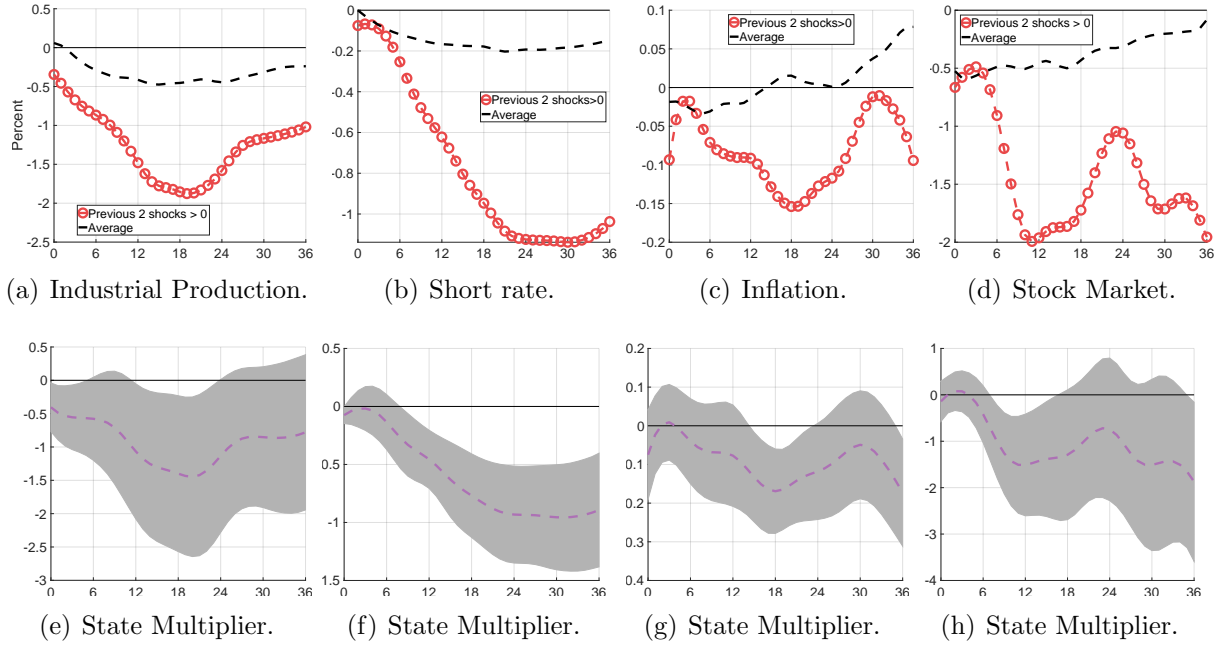 0.5
0
-0.5
-1
-1.5
-2
-2.5
Percent
Previous 2 shocks > 0
Average
0 6 12 18 24 30 36
0
-0.2
-0.4
-0.6
-0.8
-1
Previous 2 shocks>0
Average
0 6 12 18 24 30 36
0.1
0.05
0
-0.05
-0.1
-0.15
-0.2
Previous 2 shocks>0
Average
0 6 12 18 24 30 36
0
-0.5
-1
-1.5
-2
Previous 2 shocks > 0
Average
0 6 12 18 24 30 36
(a) Industrial Production.
(b) Short rate.
(c) Inflation.
(d) Stock Market.
0.5
0
-0.5
-1
-1.5
-2
-2.5
-3
0 6 12 18 24 30 36
0.5
0
0.5
-1
1.5
0 6 12 18 24 30 36
0.2
0.1
0
0.1
0.2
0.3
0.4
0 6 12 18 24 30 36
1
0
-1
-2
-3
-4
0 6 12 18 24 30 36
(e) State Multiplier.
(f) State Multiplier.
(g) State Multiplier.
(h) State Multiplier.